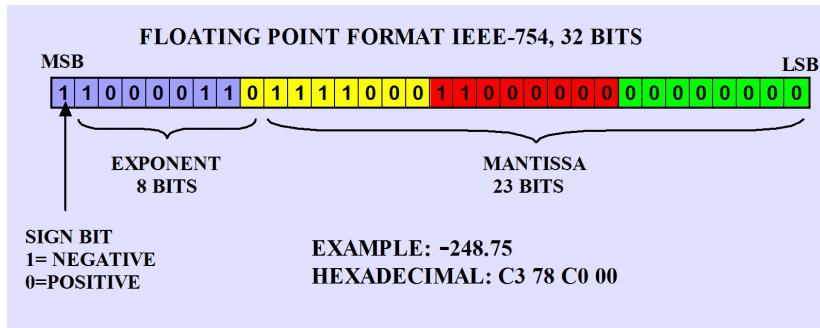 FLOATING POINT FORMAT IEEE-754, 32 BITS
MSB
LSB
1 1 0 0 0 0 1 1 0 1 1 1 1 0 0 0 1 1 0 0 0 0 0 0 0 0 0 0 0 0 0 0
EXPONENT
8 BITS
MANTISSA
23 BITS
SIGN BIT
1= NEGATIVE
0=POSITIVE
EXAMPLE: -248.75
HEXADECIMAL: C3 78 C0 00